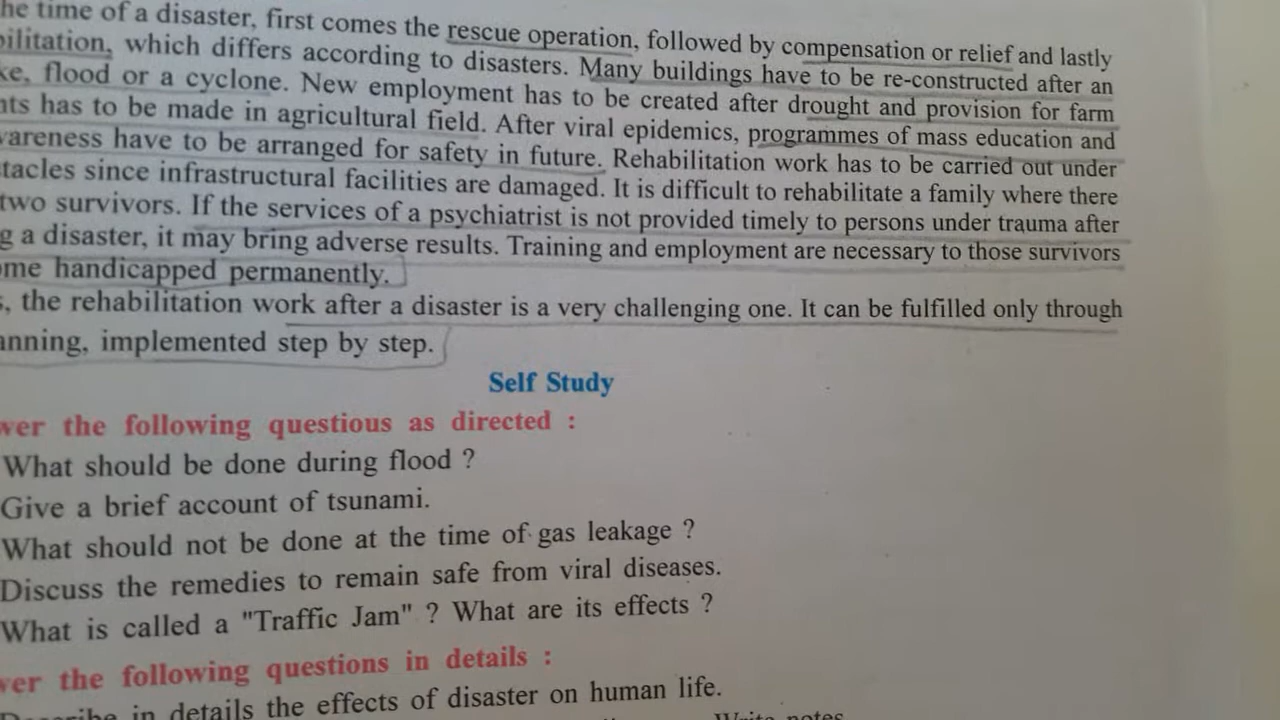 he time of a disaster, first comes the rescue operation, followed by compensation or relief and lastly
bilitation, which differs according to disasters. Many buildings have to be re-constructed after an
ke, flood or a cyclone. New employment has to be created after drought and provision for farm
nts has to be made in agricultural field. After viral epidemics, programmes of mass education and
wareness have to be arranged for safety in future. Rehabilitation work has to be carried out under
tacles since infrastructural facilities are damaged. It is difficult to rehabilitate a family where there
two survivors. If the services of a psychiatrist is not provided timely to persons under trauma after
g a disaster, it may bring adverse results. Training and employment are necessary to those survivors
ome handicapped permanently.
s, the rehabilitation work after a disaster is a very challenging one. It can be fulfilled only through
anning, implemented step by step.
Self Study
wer the following questious as directed :
What should be done during flood ?
Give a brief account of tsunami.
What should not be done at the time of gas leakage ?
Discuss the remedies to remain safe from viral diseases.
What is called a "Traffic Jam" ? What are its effects ?
wer the following questions in details :
Describe in details the effects of disaster on human life.
Write notes